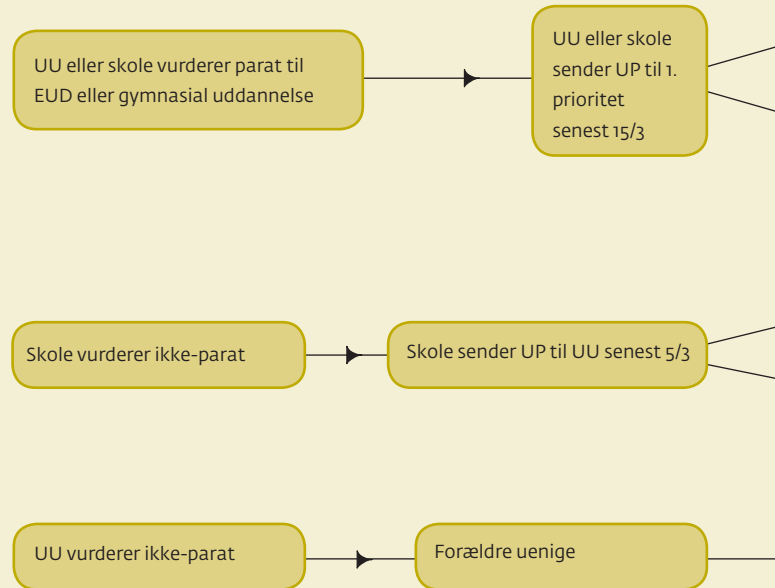 UU eller skole vurderer parat til
EUD eller gymnasial uddannelse
UU eller skole
sender UP til 1.
prioritet
senest 15/3
Skole vurderer ikke-parat
Skole sender UP til UU senest 5/3
UU vurderer ikke-parat
Forældre uenige